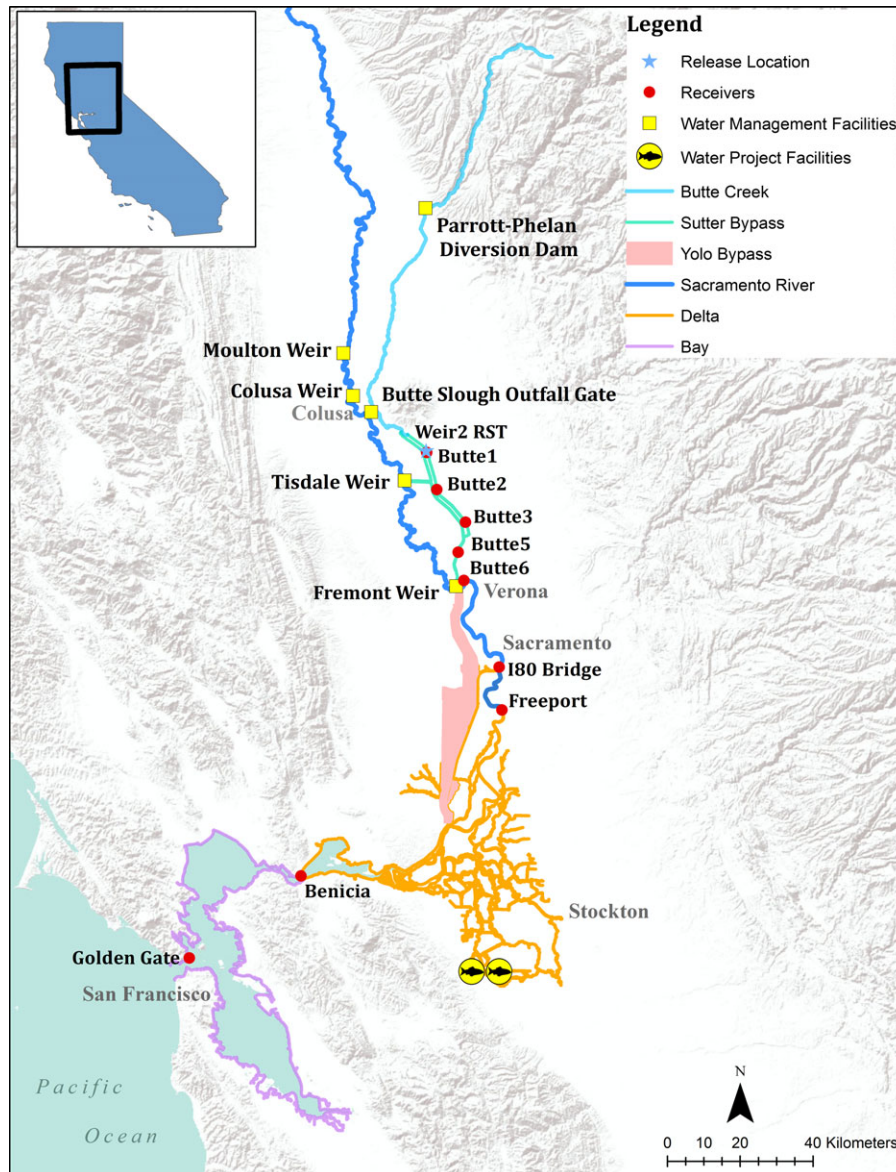 Legend
Release Location
Receivers
Water Management Facilities
Water Project Facilities
Butte Creek
Sutter Bypass
Yolo Bypass
Sacramento River
Delta
Bay
Parrott-Phelan
Diversion Dam
Moulton Weir
Colusa Weir
Colusa
Butte Slough Outfall Gate
Weir2 RST
Butte1
Tisdale Weir
Butte2
Butte3
Butte5
Butte6
Fremont Weir
Verona
Sacramento
I80 Bridge
Freeport
Benicia
Stockton
Golden Gate
San Francisco
Pacific
Ocean
N
0 10 20 40 Kilometers